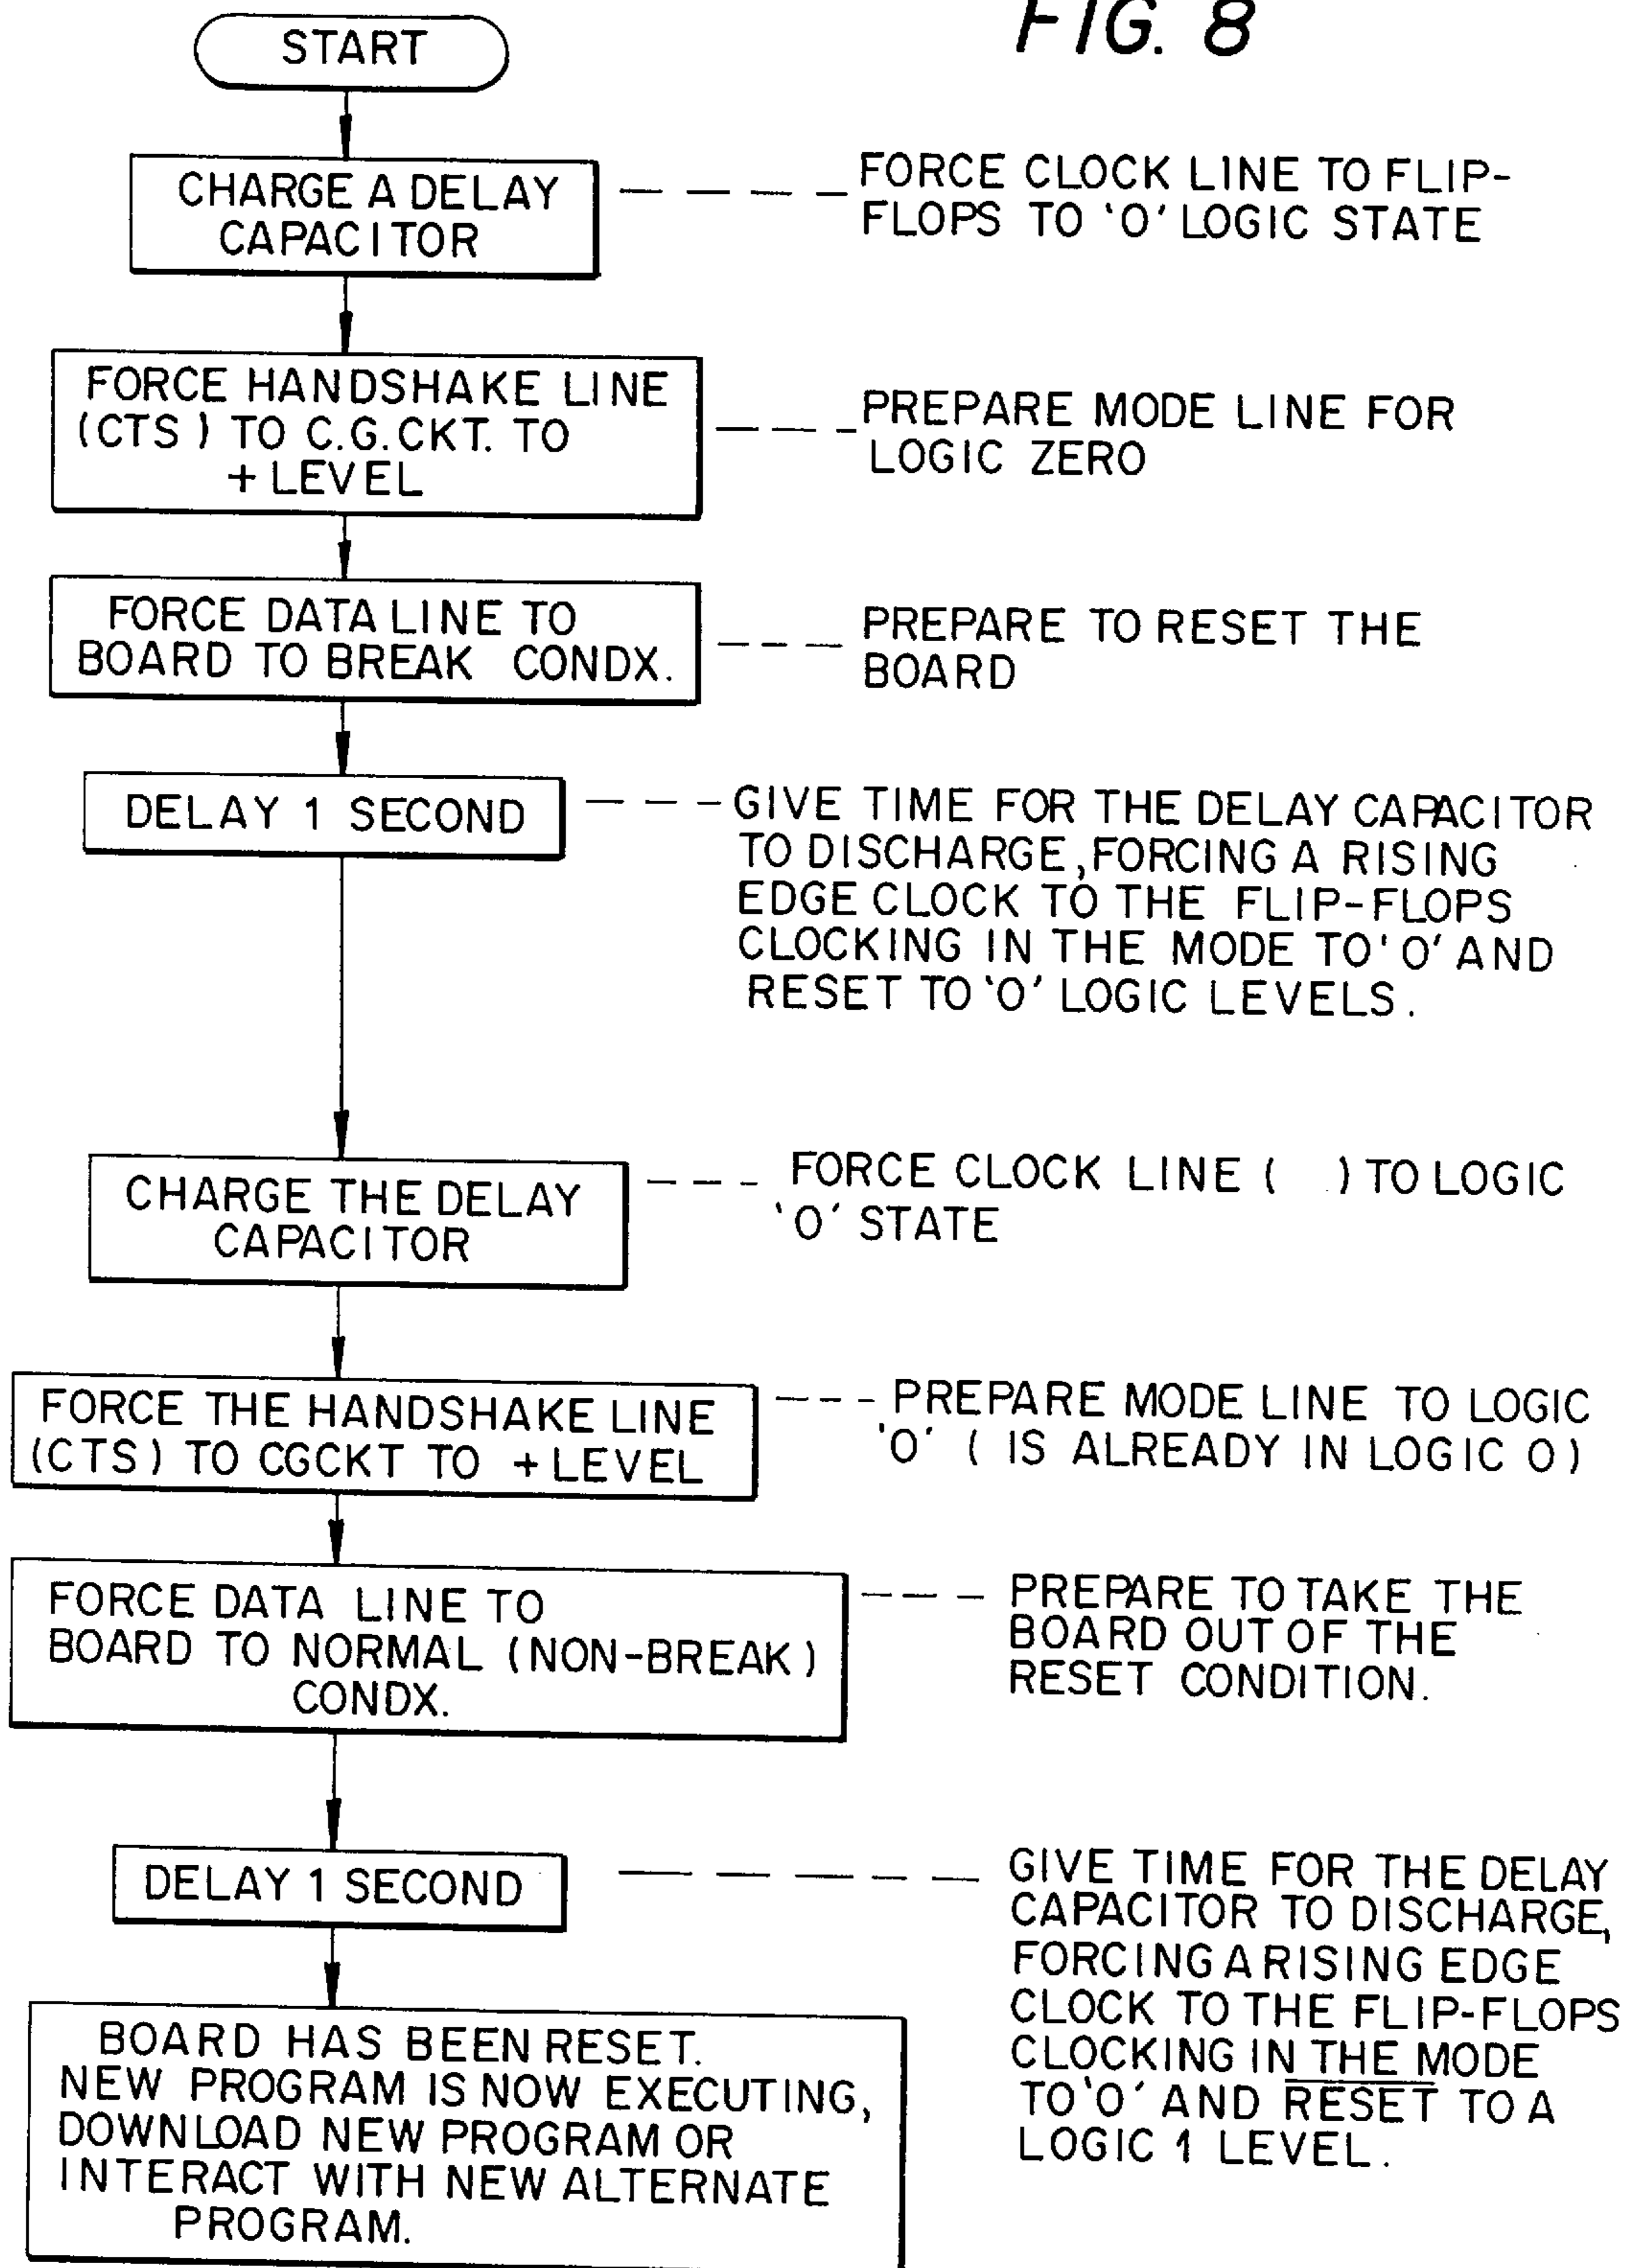 FIG. 8
START
CHARGE A DELAY
CAPACITOR
FORCE CLOCK LINE TO FLIP-
FLOPS TO 'O' LOGIC STATE
FORCE HANDSHAKE LINE
(CTS) TO C.G.CKT. TO
+ LEVEL
PREPARE MODE LINE FOR
LOGIC ZERO
FORCE DATA LINE TO
BOARD TO BREAK CONDX.
PREPARE TO RESET THE
BOARD
DELAY 1 SECOND
GIVE TIME FOR THE DELAY CAPACITOR
TO DISCHARGE, FORCING A RISING
EDGE CLOCK TO THE FLIP-FLOPS
CLOCKING IN THE MODE TO 'O' AND
RESET TO 'O' LOGIC LEVELS.
CHARGE THE DELAY
CAPACITOR
FORCE CLOCK LINE ( ) TO LOGIC
'O' STATE
FORCE THE HANDSHAKE LINE
(CTS) TO CGCKT TO + LEVEL
PREPARE MODE LINE TO LOGIC
'O' ( IS ALREADY IN LOGIC O)
FORCE DATA LINE TO
BOARD TO NORMAL (NON-BREAK)
CONDX.
PREPARE TO TAKE THE
BOARD OUT OF THE
RESET CONDITION.
DELAY 1 SECOND
GIVE TIME FOR THE DELAY
CAPACITOR TO DISCHARGE,
FORCING A RISING EDGE
CLOCK TO THE FLIP-FLOPS
CLOCKING IN THE MODE
TO 'O' AND RESET TO A
LOGIC 1 LEVEL.
BOARD HAS BEEN RESET.
NEW PROGRAM IS NOW EXECUTING,
DOWNLOAD NEW PROGRAM OR
INTERACT WITH NEW ALTERNATE
PROGRAM.